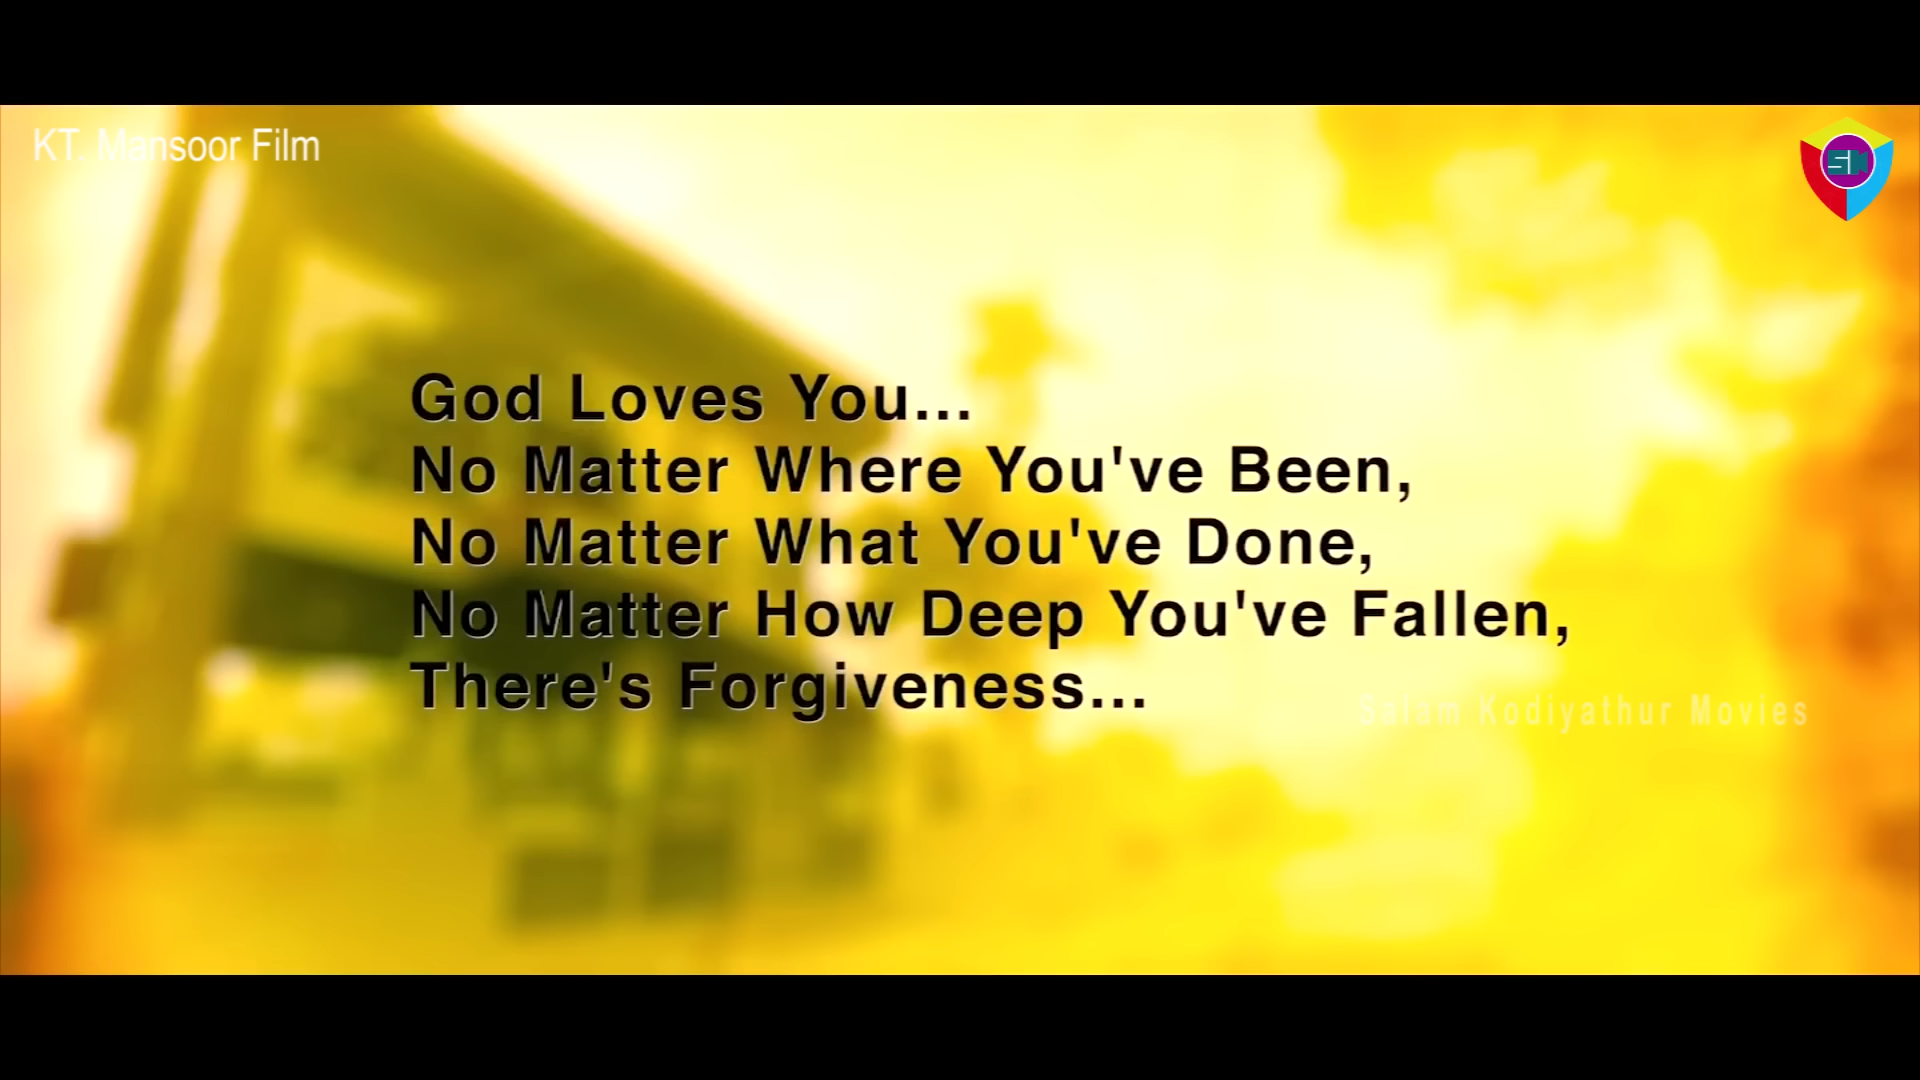 KT. Mansoor Film
SK
God Loves You...
No Matter Where You've Been,
No Matter What You've Done,
No Matter How Deep You've Fallen,
There's Forgiveness...
Salam Kodiyathur Movies